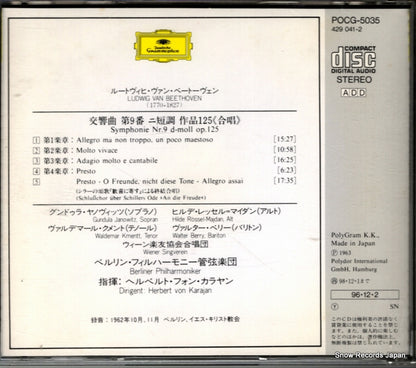 POCG-5035
429 041-2
Deutsche
Grammophon
COMPACT
disc
DIGITAL AUDIO
STEREO
ADD
ルートヴィヒ・ヴァン・ベートーヴェン
LUDWIG VAN BEETHOVEN
(1770-1827)
交響曲 第9番 ニ短調 作品125《合唱》
Symphonie Nr.9 d-moll op.125
1 第1楽章：Allegro ma non troppo, un poco maestoso [15:27]
2 第2楽章：Molto vivace [10:58]
3 第3楽章：Adagio molto e cantabile [16:25]
4 第4楽章：Presto [6:23]
5 Presto - O Freunde, nicht diese Tone - Allegro assai [17:35]
(シラーの頌歌「歓喜に寄す」による終結合唱)
(Schlußchor über Schillers Ode »An die Freude«)
グンドゥラ・ヤノヴィッツ(ソプラノ)
Gundula Janowitz, Sopran
ヒルデ・レッセル=マイダン(アルト)
Hilde Rössel-Majdan, Alt
ヴァルデマール・クメント(テノール)
Waldemar Kmentt, Tenor
ヴァルター・ベリー(バリトン)
Walter Berry, Bariton
ウィーン楽友協会合唱団
Wiener Singverein
ベルリン・フィルハーモニー管弦楽団
Berliner Philharmoniker
指揮：ヘルベルト・フォン・カラヤン
Dirigent: Herbert von Karajan
録音：1962年10月、11月 ベルリン、イエス・キリスト教会
PolyGram K.K.,
Made in Japan
Ⓟ 1963
Polydor International
GmbH, Hamburg
98·12·1まで
96·12·2
Y SN
Snow Records Japan.com